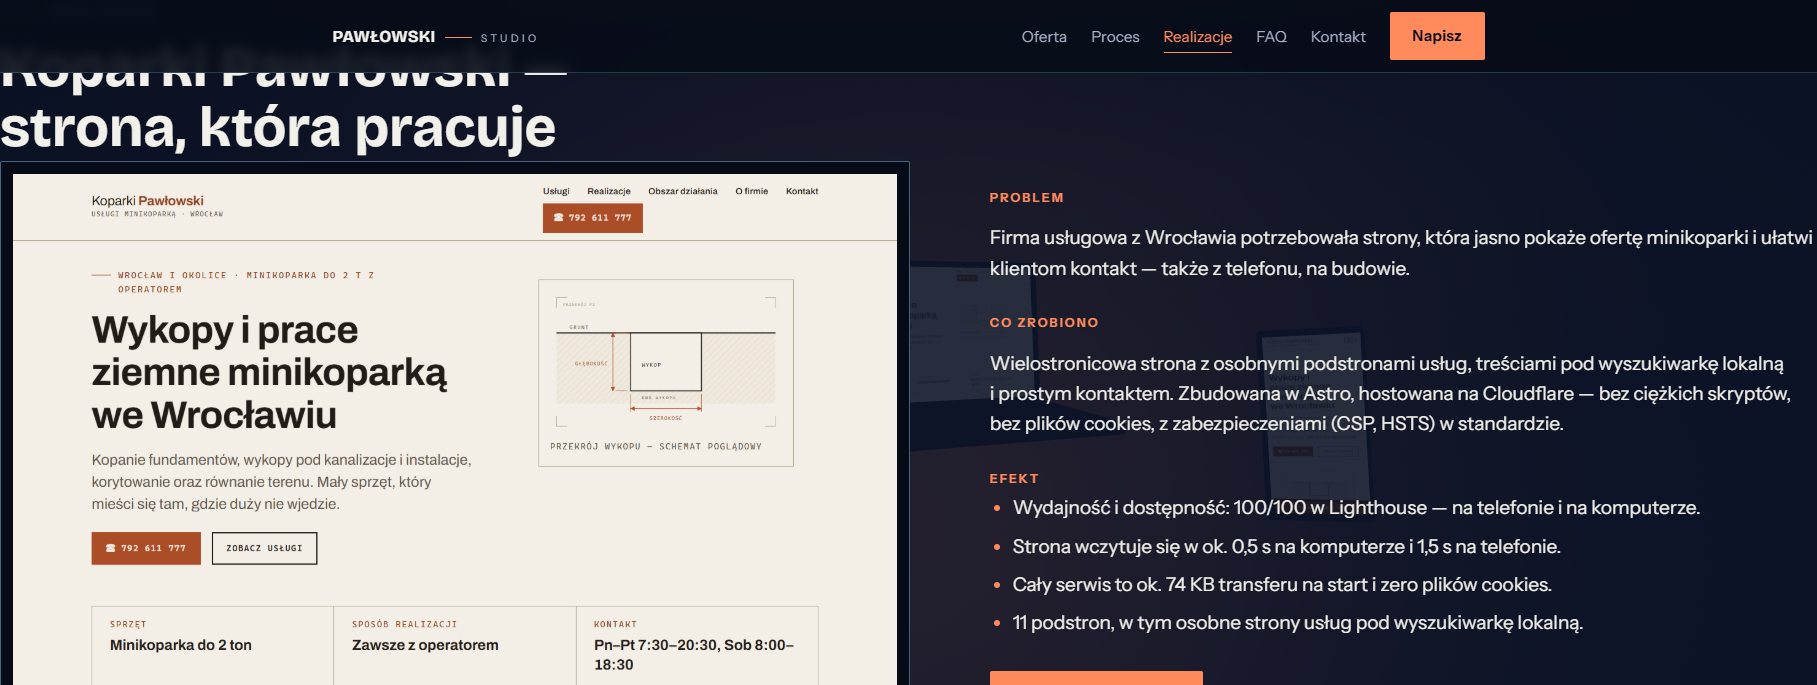 PAWŁOWSKI — STUDIO
Oferta
Proces
Realizacje
FAQ
Kontakt
Napisz
Koparki Pawłowski —
strona, która pracuje
Koparki Pawłowski
USŁUGI MINIKOPARKĄ · WROCŁAW
Usługi
Realizacje
Obszar działania
O firmie
Kontakt
☎ 792 611 777
WROCŁAW I OKOLICE · MINIKOPARKA DO 2 T Z
OPERATOREM
Wykopy i prace
ziemne minikoparką
we Wrocławiu
Kopanie fundamentów, wykopy pod kanalizacje i instalacje,
korytowanie oraz równanie terenu. Mały sprzęt, który
mieści się tam, gdzie duży nie wjedzie.
☎ 792 611 777
ZOBACZ USŁUGI
GRUNT
GŁĘBOKOŚĆ
WYKOP
SZEROKOŚĆ
PRZEKRÓJ WYKOPU — SCHEMAT POGLĄDOWY
SPRZĘT
Minikoparka do 2 ton
SPOSÓB REALIZACJI
Zawsze z operatorem
KONTAKT
Pn–Pt 7:30–20:30, Sob 8:00–
18:30
PROBLEM
Firma usługowa z Wrocławia potrzebowała strony, która jasno pokaże ofertę minikoparki i ułatwi
klientom kontakt — także z telefonu, na budowie.
CO ZROBIONO
Wielostronicowa strona z osobnymi podstronami usług, treściami pod wyszukiwarkę lokalną
i prostym kontaktem. Zbudowana w Astro, hostowana na Cloudflare — bez ciężkich skryptów,
bez plików cookies, z zabezpieczeniami (CSP, HSTS) w standardzie.
EFEKT
• Wydajność i dostępność: 100/100 w Lighthouse — na telefonie i na komputerze.
• Strona wczytuje się w ok. 0,5 s na komputerze i 1,5 s na telefonie.
• Cały serwis to ok. 74 KB transferu na start i zero plików cookies.
• 11 podstron, w tym osobne strony usług pod wyszukiwarkę lokalną.